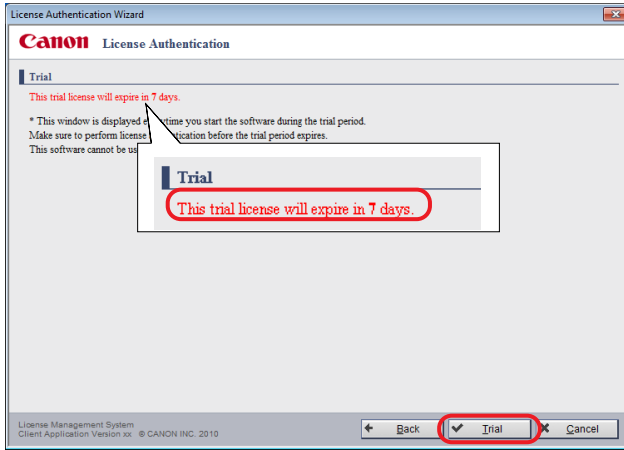 License Authentication Wizard
Canon License Authentication
Trial
This trial license will expire in 7 days.
* This window is displayed time you start the software during the trial period.
Make sure to perform license tication before the trial period expires.
This software cannot be us
Trial
This trial license will expire in 7 days.
License Management System
Client Application Version xx © CANON INC. 2010
Back Trial Cancel